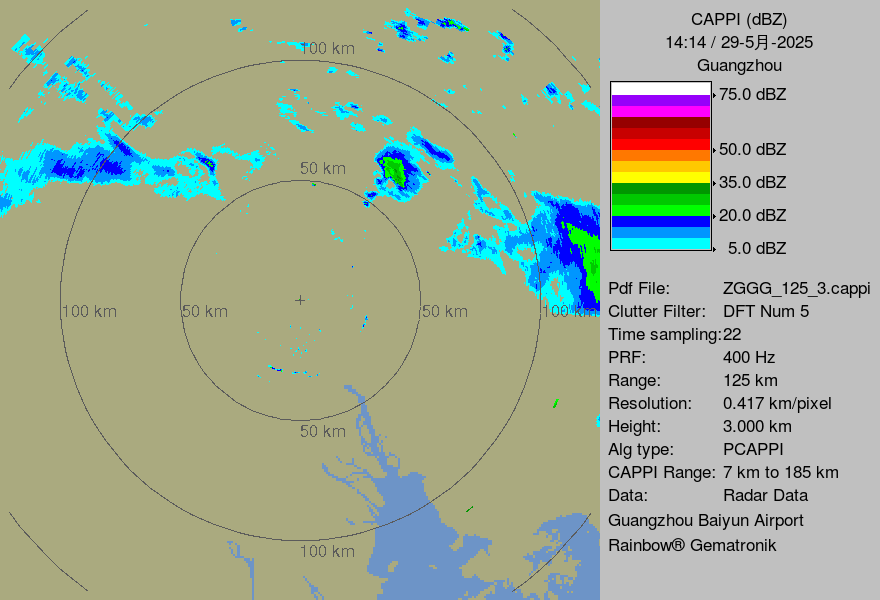 CAPPI (dBZ)
14:14 / 29-5月-2025
Guangzhou
75.0 dBZ
50.0 dBZ
35.0 dBZ
20.0 dBZ
5.0 dBZ
Pdf File: ZGGG_125_3.cappi
Clutter Filter: DFT Num 5
Time sampling:22
PRF: 400 Hz
Range: 125 km
Resolution: 0.417 km/pixel
Height: 3.000 km
Alg type: PCAPPI
CAPPI Range: 7 km to 185 km
Data: Radar Data
Guangzhou Baiyun Airport
Rainbow® Gematronik
100 km
50 km
100 km
50 km
50 km
100 km
50 km
100 km